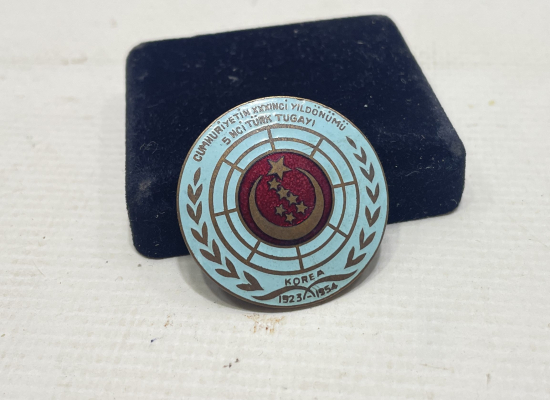 CUMHURİYETİN XXXINCİ YILDÖNÜMÜ
5 NCİ TÜRK TUGAYI
KOREA
1923-1954